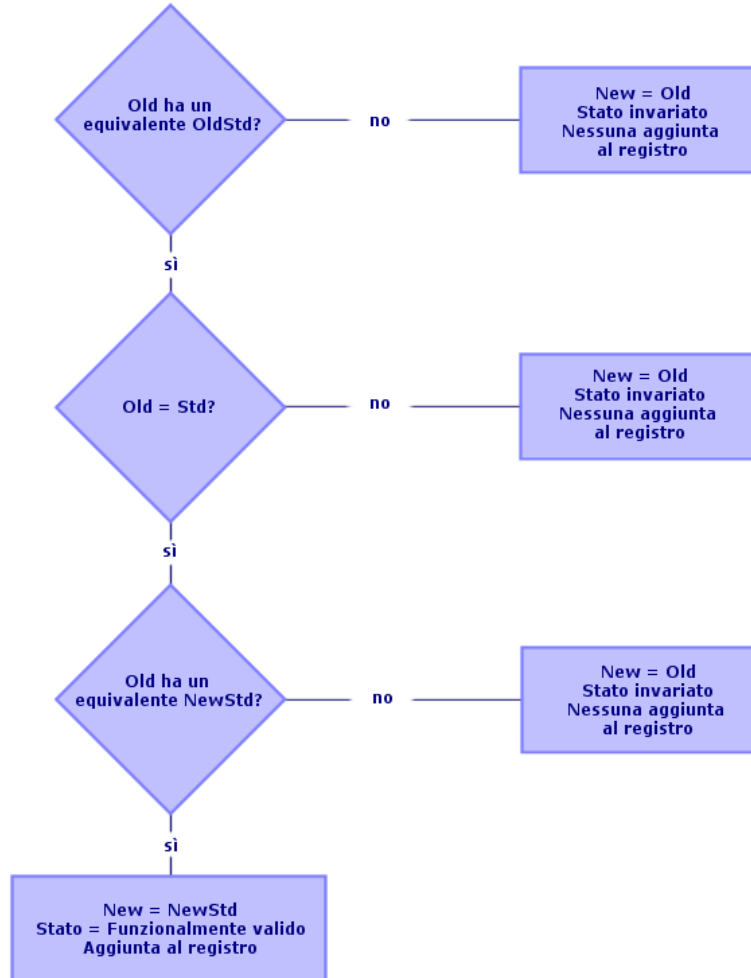 Old ha un
equivalente OldStd?
no
New = Old
Stato invariato
Nessuna aggiunta
al registro
sì
Old = Std?
no
New = Old
Stato invariato
Nessuna aggiunta
al registro
sì
Old ha un
equivalente NewStd?
no
New = Old
Stato invariato
Nessuna aggiunta
al registro
sì
New = NewStd
Stato = Funzionalmente valido
Aggiunta al registro